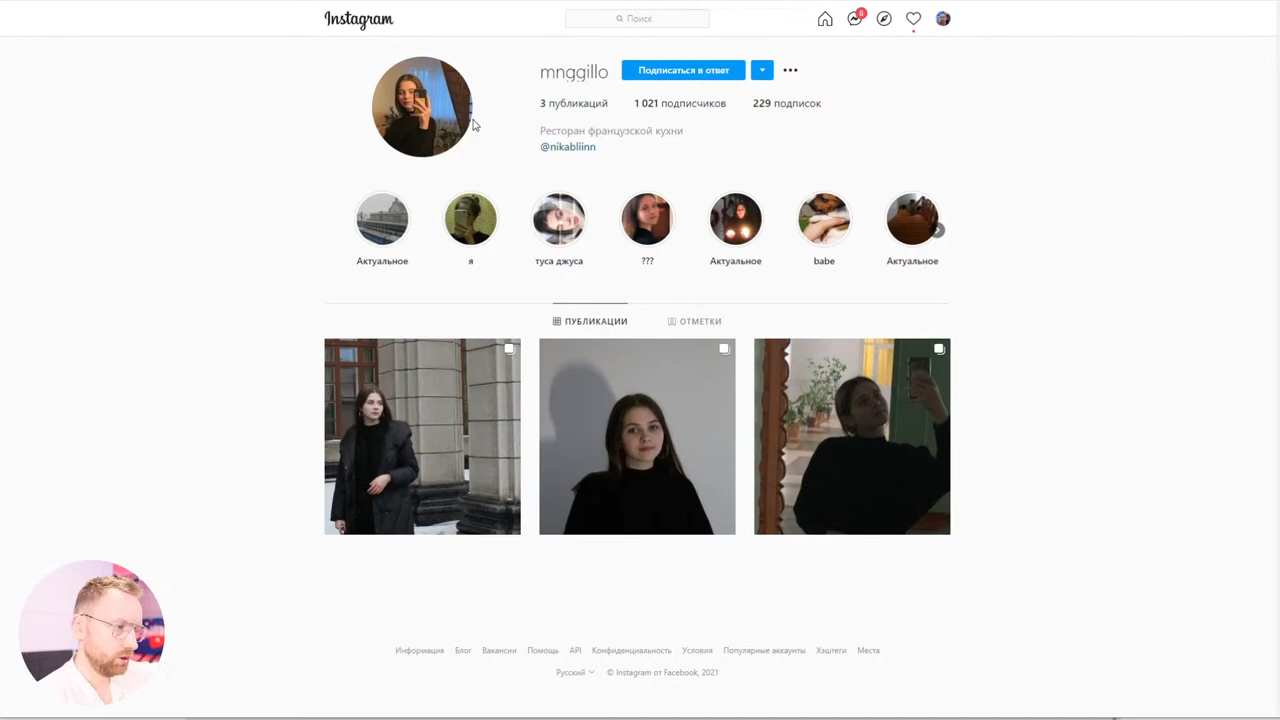 Instagram
Поиск
8
mnggillo
Подписаться в ответ
3 публикаций 1 021 подписчиков 229 подписок
Ресторан французской кухни
@nikabliinn
Актуальное я туса джуса ??? Актуальное babe Актуальное
ПУБЛИКАЦИИ ОТМЕТКИ
Информация Блог Вакансии Помощь API Конфиденциальность Условия Популярные аккаунты Хэштеги Места
Русский © Instagram от Facebook, 2021